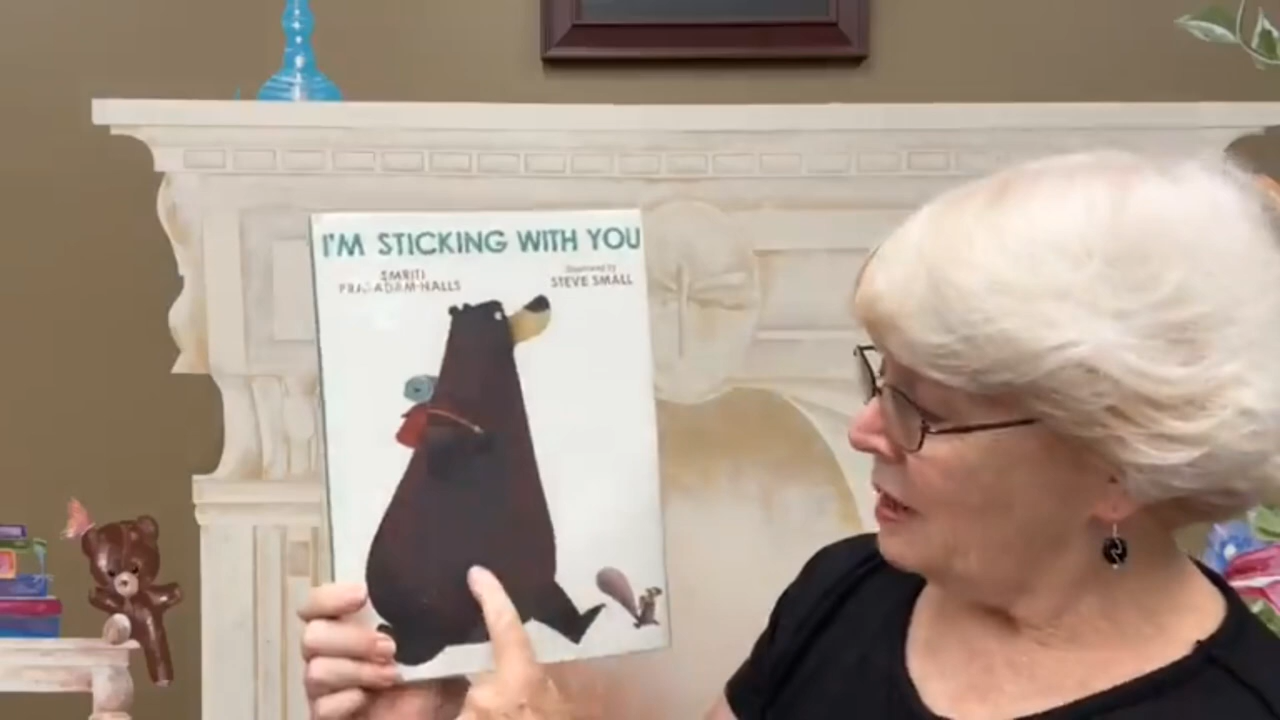 I'M STICKING WITH YOU
SMRITI
PRASADAM-HALLS
Illustrated by
STEVE SMALL